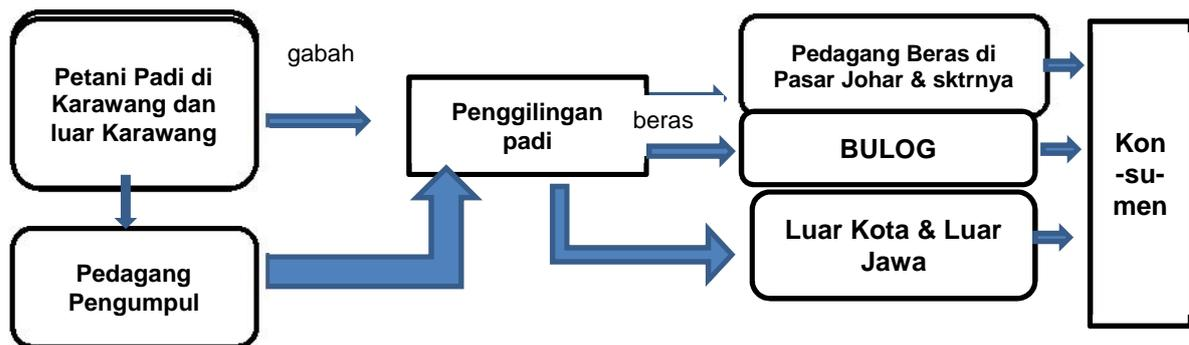 Petani Padi di
Karawang dan
luar Karawang
gabah
Pedagang
Pengumpul
Penggilingan
padi
beras
Pedagang Beras di
Pasar Johar & sktrnya
BULOG
Luar Kota & Luar
Jawa
Kon
-su-
men